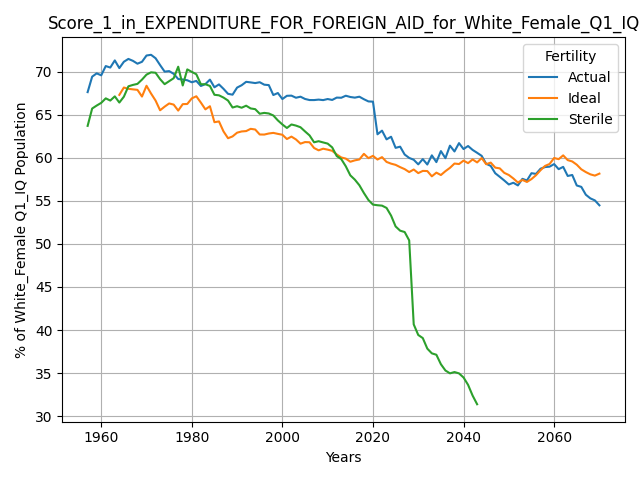 Score_1_in_EXPENDITURE_FOR_FOREIGN_AID_for_White_Female_Q1_IQ
% of White_Female Q1_IQ Population
70
65
60
55
50
45
40
35
30
Fertility
Actual
Ideal
Sterile
1960
1980
2000
2020
2040
2060
Years